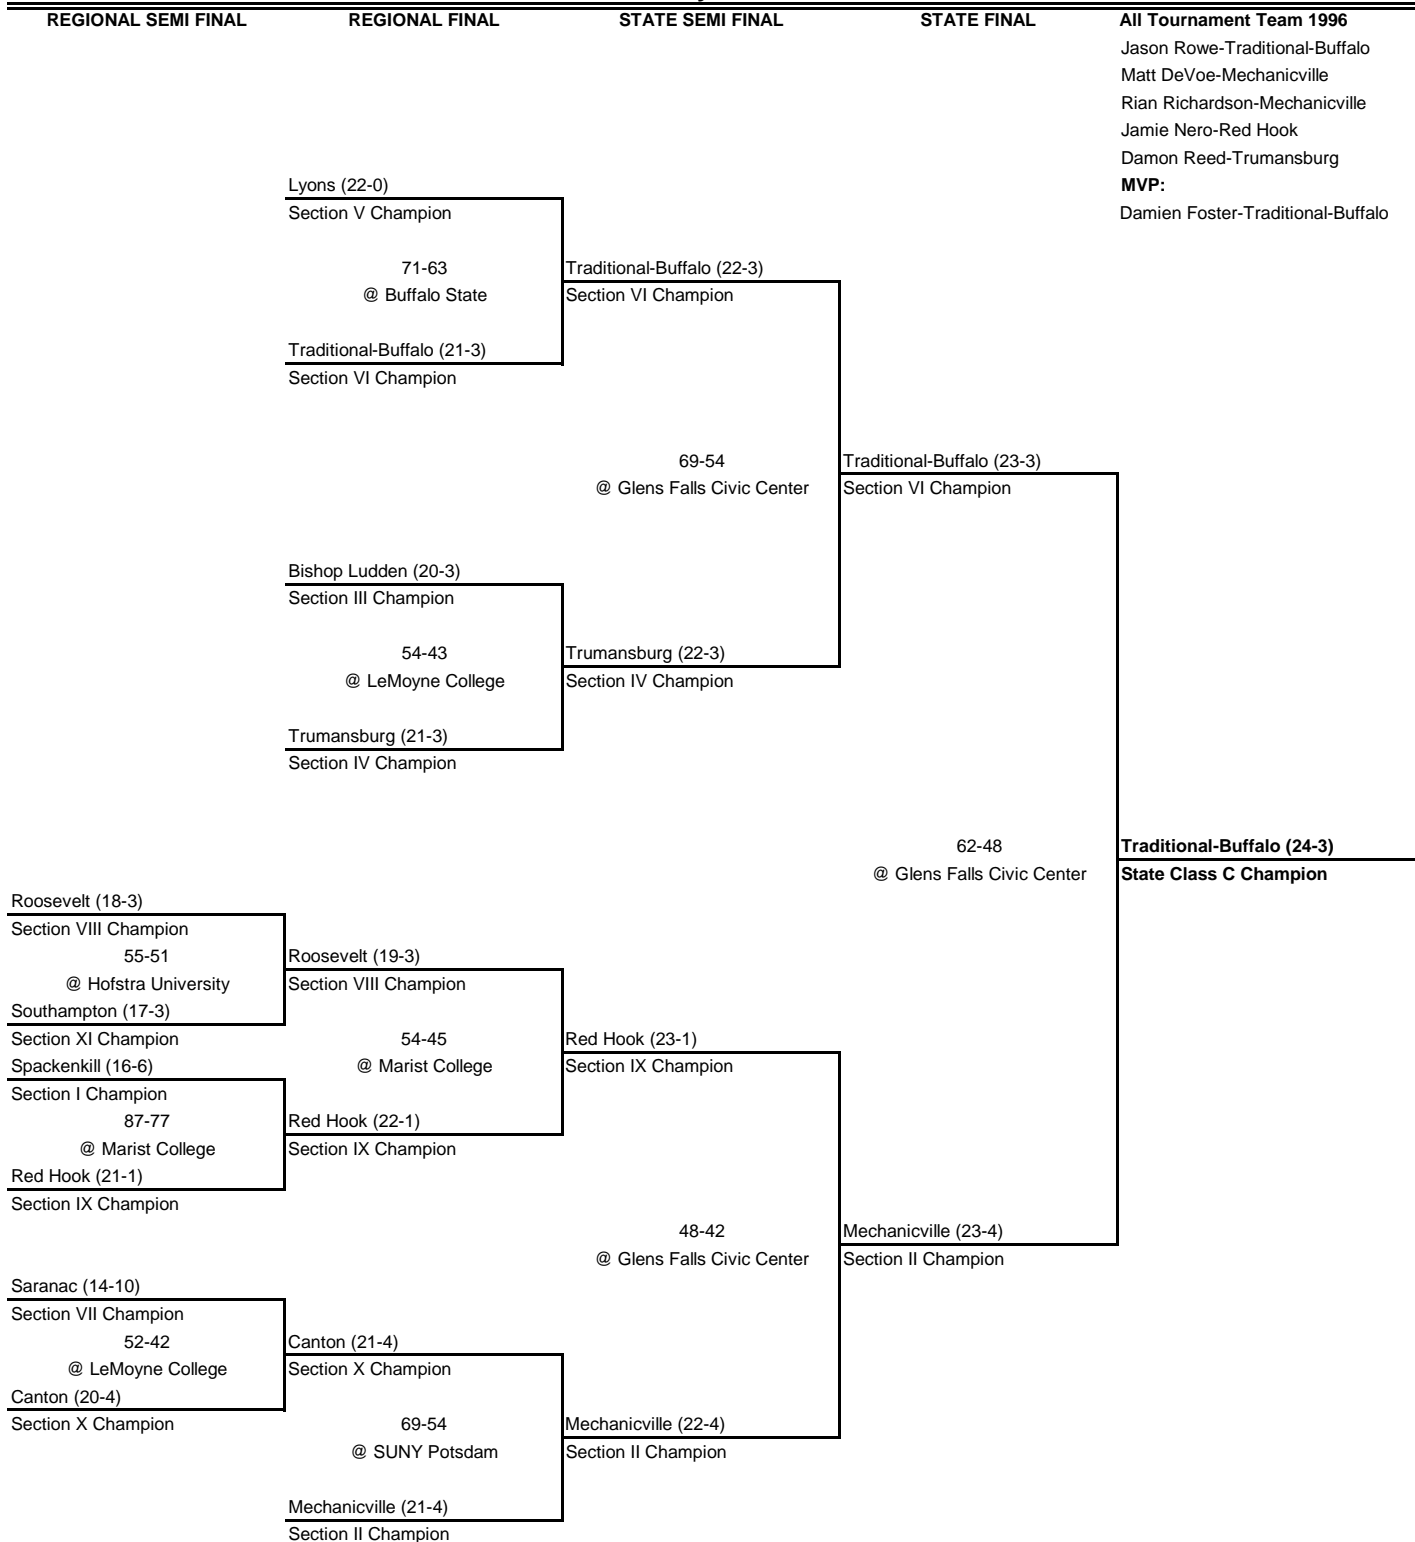 REGIONAL SEMI FINAL REGIONAL FINAL STATE SEMI FINAL STATE FINAL All Tournament Team 1996
Jason Rowe-Traditional-Buffalo
Matt DeVoe-Mechanicville
Rian Richardson-Mechanicville
Jamie Nero-Red Hook
Damon Reed-Trumansburg
Lyons (22-0) MVP:
Section V Champion Damien Foster-Traditional-Buffalo
71-63 Traditional-Buffalo (22-3)
@ Buffalo State Section VI Champion
Traditional-Buffalo (21-3)
Section VI Champion
69-54 Traditional-Buffalo (23-3)
@ Glens Falls Civic Center Section VI Champion
Bishop Ludden (20-3)
Section III Champion
54-43 Trumansburg (22-3)
@ LeMoyne College Section IV Champion
Trumansburg (21-3)
Section IV Champion
62-48 Traditional-Buffalo (24-3)
@ Glens Falls Civic Center State Class C Champion
Roosevelt (18-3)
Section VIII Champion
55-51 Roosevelt (19-3)
@ Hofstra University Section VIII Champion
Southampton (17-3)
Section XI Champion 54-45 Red Hook (23-1)
Spackenkill (16-6) @ Marist College Section IX Champion
Section I Champion
87-77 Red Hook (22-1)
@ Marist College Section IX Champion
Red Hook (21-1)
Section IX Champion
48-42 Mechanicville (23-4)
@ Glens Falls Civic Center Section II Champion
Saranac (14-10)
Section VII Champion
52-42 Canton (21-4)
@ LeMoyne College Section X Champion
Canton (20-4)
Section X Champion 69-54 Mechanicville (22-4)
@ SUNY Potsdam Section II Champion
Mechanicville (21-4)
Section II Champion